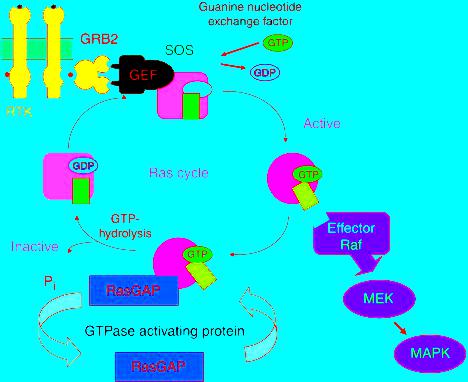 Guanine nucleotide
exchange factor
GRB2
SOS
GTP
GEF
GDP
RTK
Active
GDP
Ras cycle
GTP
GTP-
hydrolysis
Effector
Raf
Inactive
GTP
Pi
RasGAP
MEK
GTPase activating protein
MAPK
RasGAP